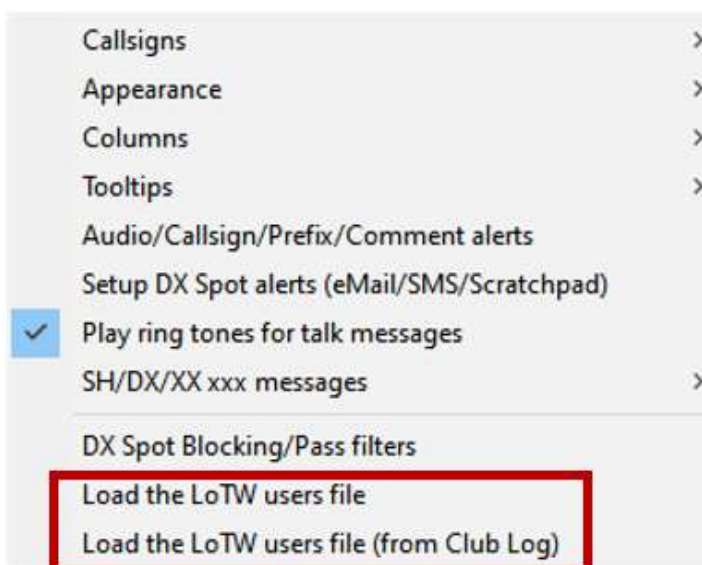 Callsigns
Appearance
Columns
Tooltips
Audio/Callsign/Prefix/Comment alerts
Setup DX Spot alerts (eMail/SMS/Scratchpad)
Play ring tones for talk messages
SH/DX/XX xxx messages
DX Spot Blocking/Pass filters
Load the LoTW users file
Load the LoTW users file (from Club Log)